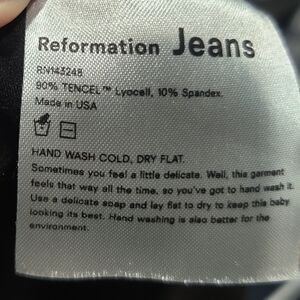 Reformation Jeans
RN143248
90% TENCEL™ Lyocell, 10% Spandex.
Made in USA
HAND WASH COLD, DRY FLAT.
Sometimes you feel a little delicate. Well, this garment
feels that way all the time, so you've got to hand wash it.
Use a delicate soap and lay flat to dry to keep this baby
looking its best. Hand washing is also better for the
environment.